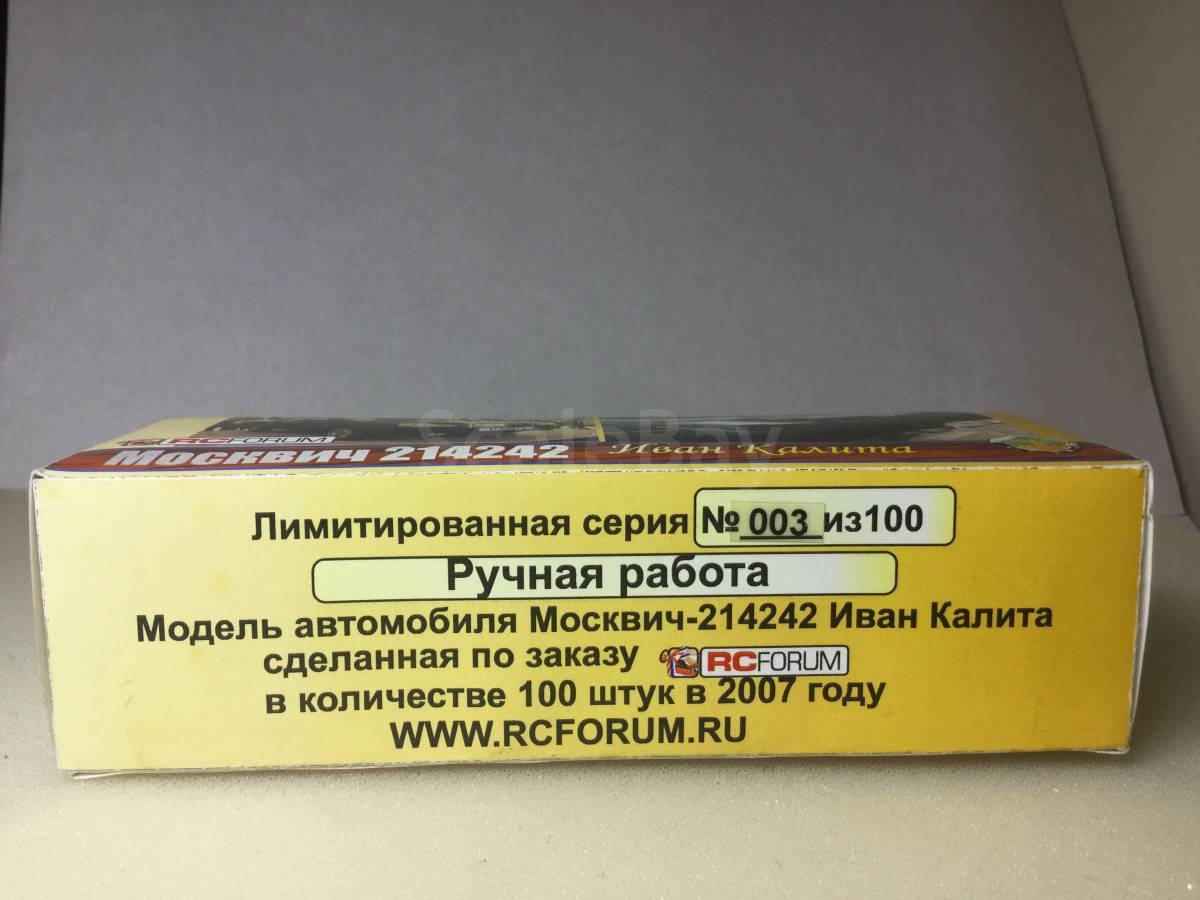 RCFORUM
Москвич 214242 Иван Калита
Лимитированная серия № 003 из100
Ручная работа
Модель автомобиля Москвич-214242 Иван Калита
сделанная по заказу RCFORUM
в количестве 100 штук в 2007 году
WWW.RCFORUM.RU